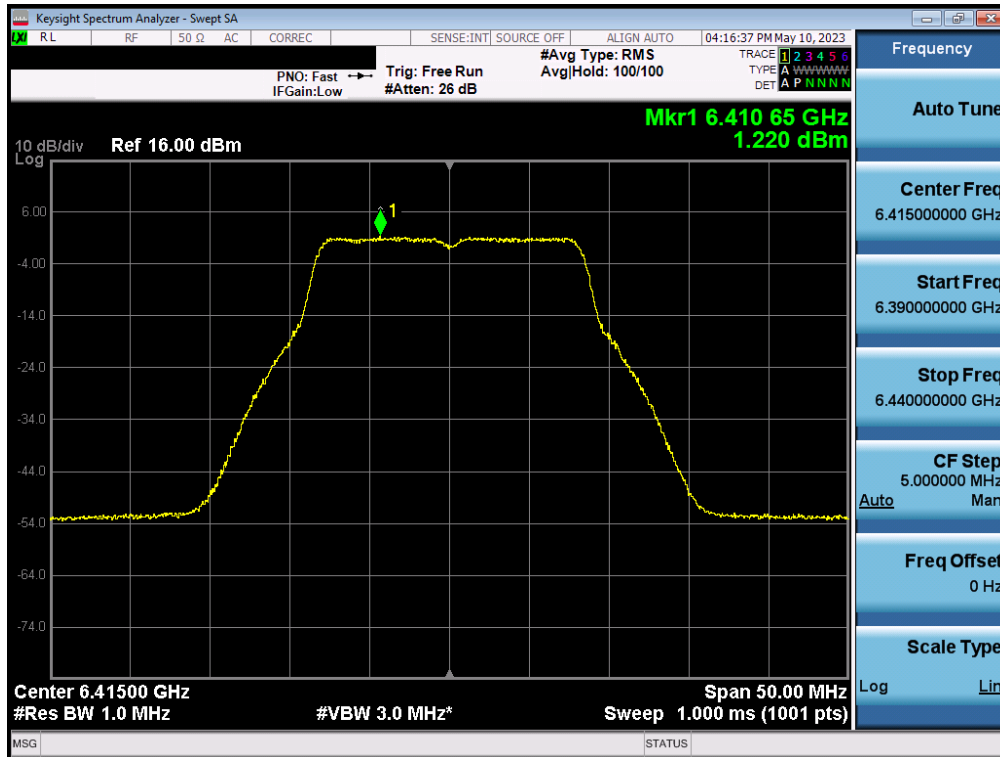 Keysight Spectrum Analyzer - Swept SA
LXI RL RF 50 Ω AC CORREC SENSE:INT SOURCE OFF ALIGN AUTO 04:16:37 PM May 10, 2023
PNO: Fast
IFGain:Low
Trig: Free Run
#Atten: 26 dB
#Avg Type: RMS
Avg|Hold: 100/100
TRACE 1 2 3 4 5 6
TYPE A WWWWW
DET A P N N N N
Mkr1 6.410 65 GHz
1.220 dBm
10 dB/div Ref 16.00 dBm
Log
1
6.00
-4.00
-14.0
-24.0
-34.0
-44.0
-54.0
-64.0
-74.0
Center 6.41500 GHz Span 50.00 MHz
#Res BW 1.0 MHz #VBW 3.0 MHz* Sweep 1.000 ms (1001 pts)
MSG STATUS
Frequency
Auto Tune
Center Freq
6.415000000 GHz
Start Freq
6.390000000 GHz
Stop Freq
6.440000000 GHz
CF Step
5.000000 MHz
Auto Man
Freq Offset
0 Hz
Scale Type
Log Lin